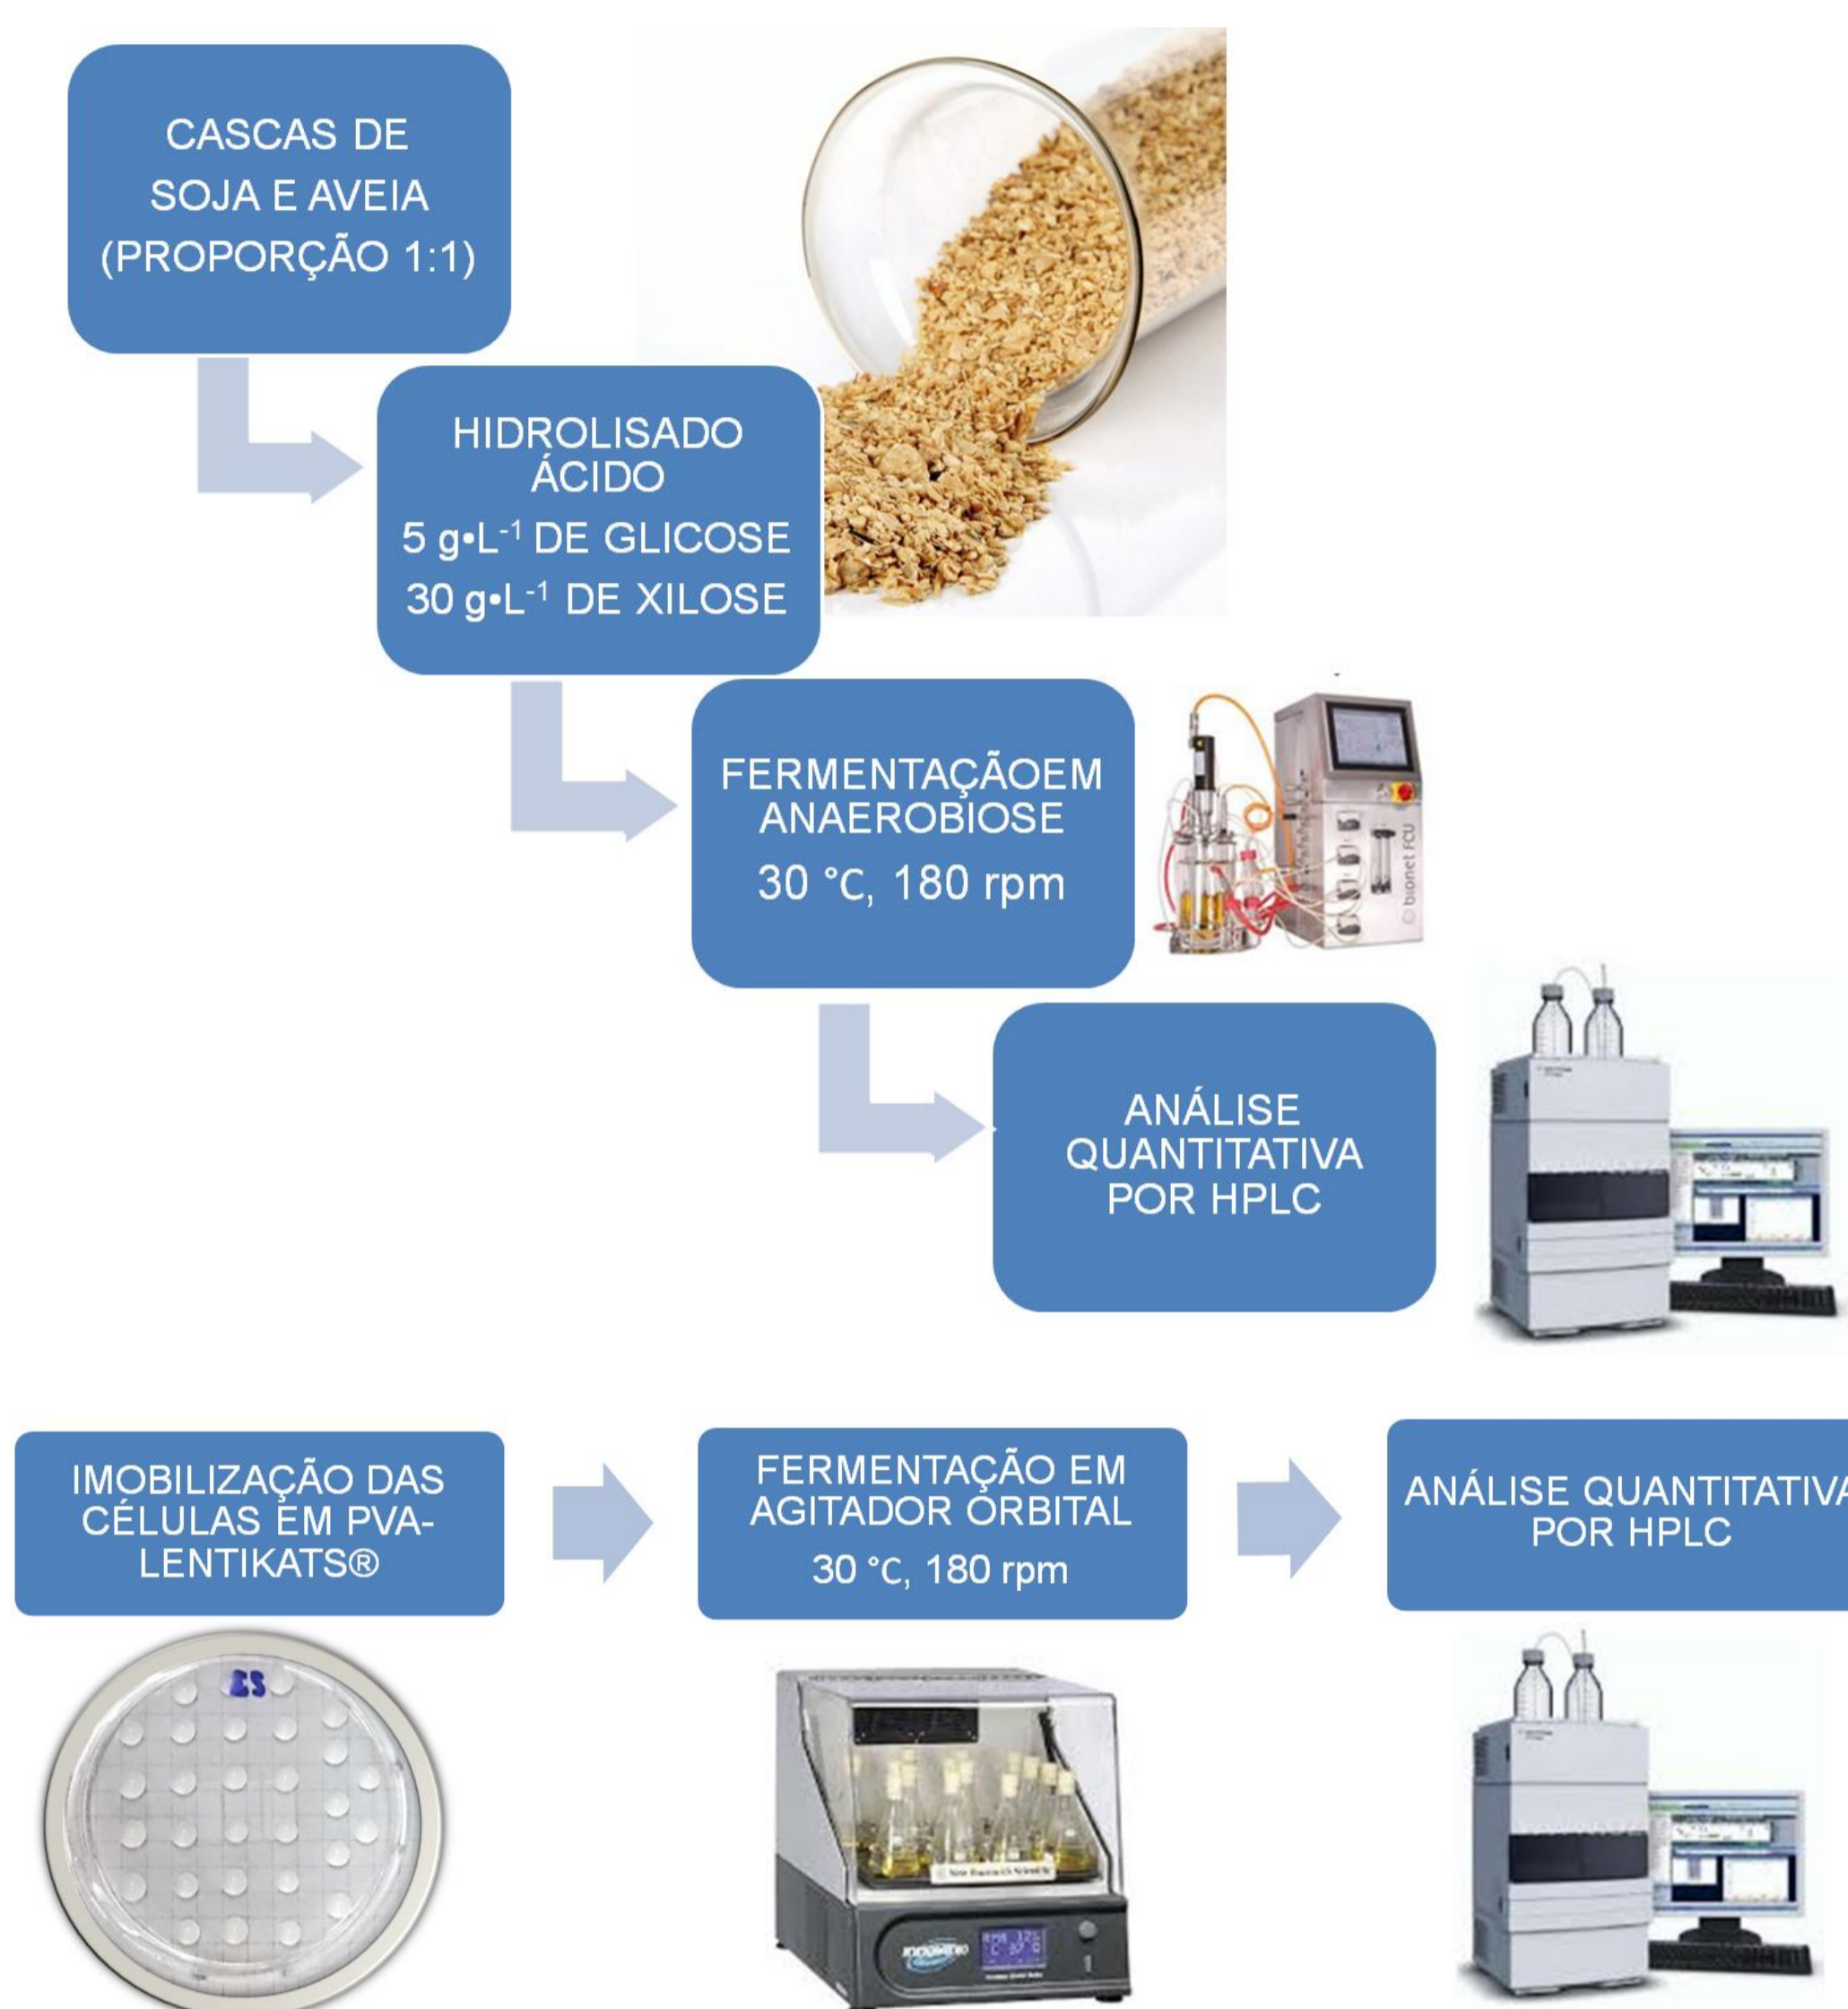 CASCAS DE
SOJA E AVEIA
(PROPORÇÃO 1:1)
HIDROLISADO
ÁCIDO
5 g•L⁻¹ DE GLICOSE
30 g•L⁻¹ DE XILOSE
FERMENTAÇÃOEM
ANAEROBIOSE
30 °C, 180 rpm
bionet FCU
ANÁLISE
QUANTITATIVA
POR HPLC
IMOBILIZAÇÃO DAS
CÉLULAS EM PVA-
LENTIKATS®
FERMENTAÇÃO EM
AGITADOR ORBITAL
30 °C, 180 rpm
ANÁLISE QUANTITATIVA
POR HPLC